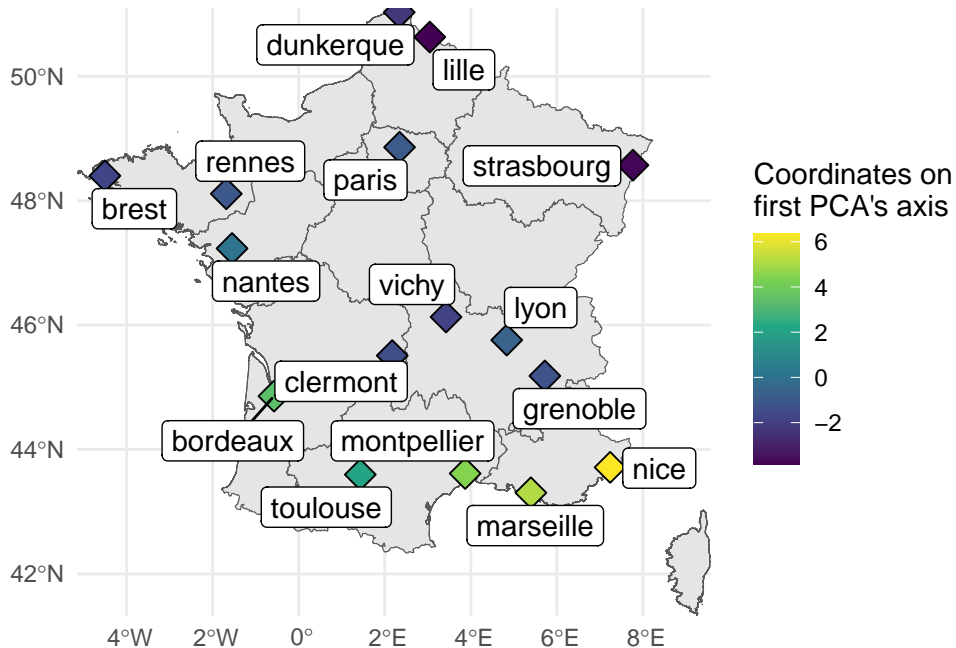 50°N
48°N
46°N
44°N
42°N
dunkerque
lille
rennes
paris
strasbourg
brest
nantes
vichy
lyon
clermont
grenoble
bordeaux
montpellier
nice
toulouse
marseille
4°W
2°W
0°
2°E
4°E
6°E
8°E
Coordinates on
first PCA's axis
6
4
2
0
−2